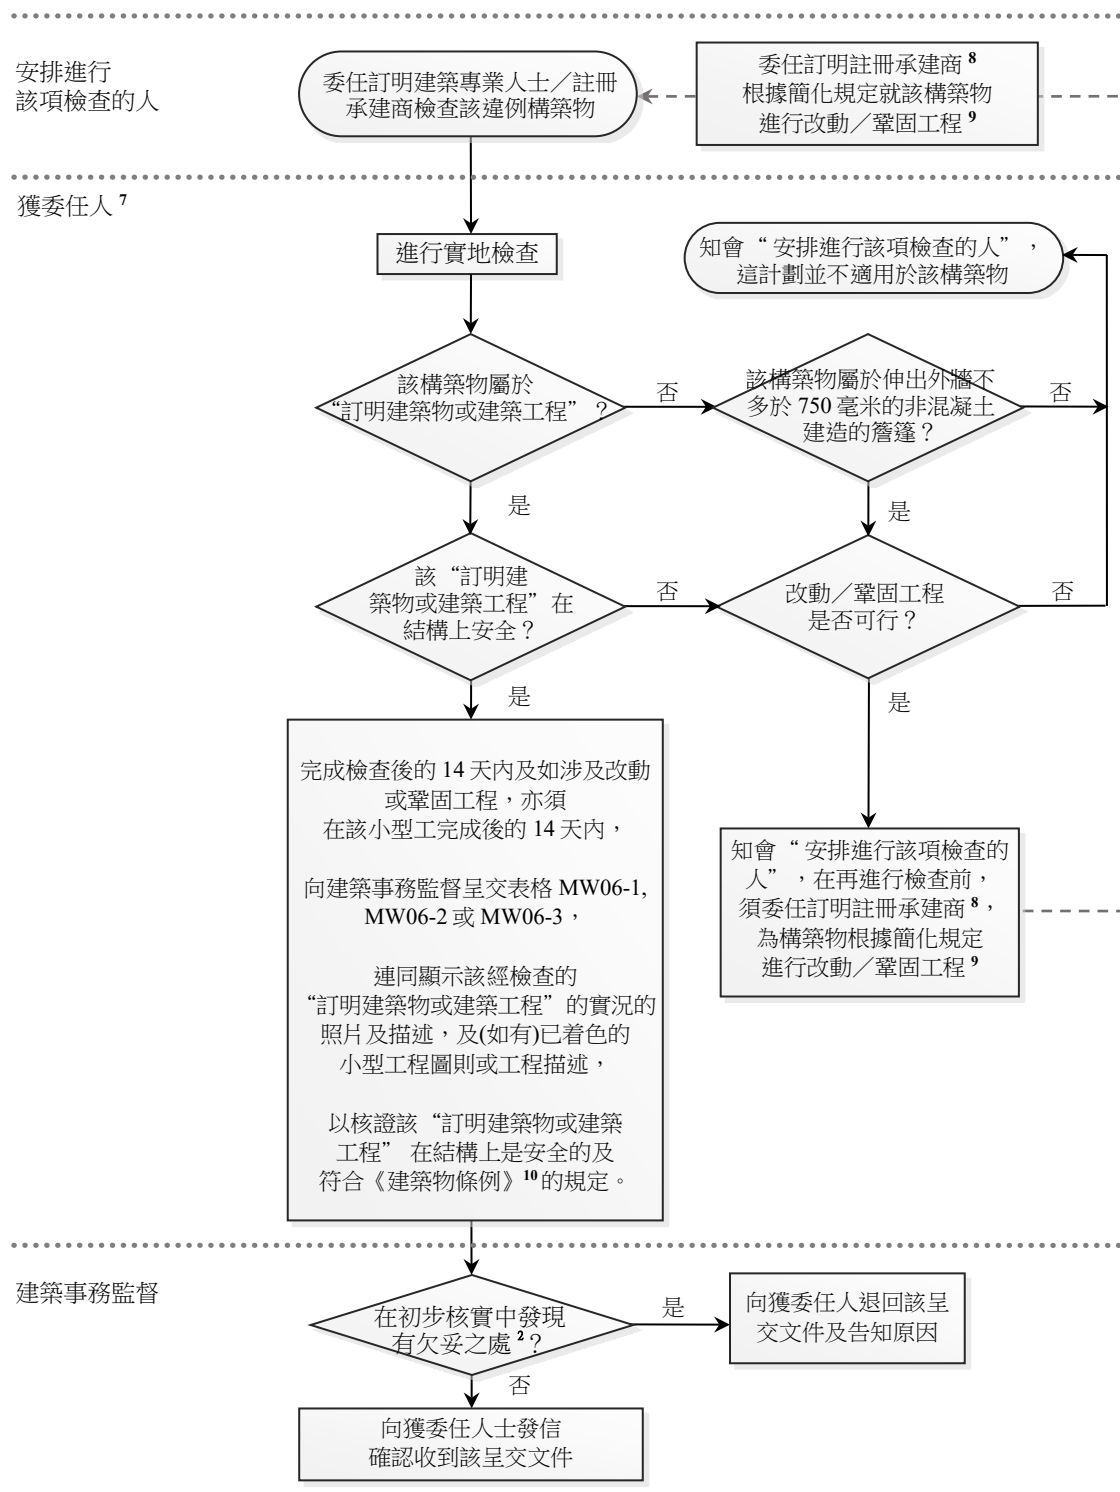 安排進行
該項檢查的人
委任訂明建築專業人士／註冊
承建商檢查該違例構築物
委任訂明註冊承建商 8
根據簡化規定就該構築物
進行改動／鞏固工程 9
獲委任人 7
進行實地檢查
知會“安排進行該項檢查的人”，
這計劃並不適用於該構築物
該構築物屬於
“訂明建築物或建築工程”？
否
該構築物屬於伸出外牆不
多於 750 毫米的非混凝土
建造的簷篷？
否
是
是
該“訂明建
築物或建築工程”在
結構上安全？
否
改動／鞏固工程
是否可行？
否
是
是
完成檢查後的 14 天內及如涉及改動
或鞏固工程，亦須
在該小型工完成後的 14 天內，
向建築事務監督呈交表格 MW06-1,
MW06-2 或 MW06-3，
連同顯示該經檢查的
“訂明建築物或建築工程”的實況的
照片及描述，及(如有)已着色的
小型工程圖則或工程描述，
以核證該“訂明建築物或建築
工程” 在結構上是安全的及
符合《建築物條例》10 的規定。
知會“安排進行該項檢查的
人”，在再進行檢查前，
須委任訂明註冊承建商 8，
為構築物根據簡化規定
進行改動／鞏固工程 9
建築事務監督
在初步核實中發現
有欠妥之處 2？
是
向獲委任人退回該呈
交文件及告知原因
否
向獲委任人士發信
確認收到該呈交文件